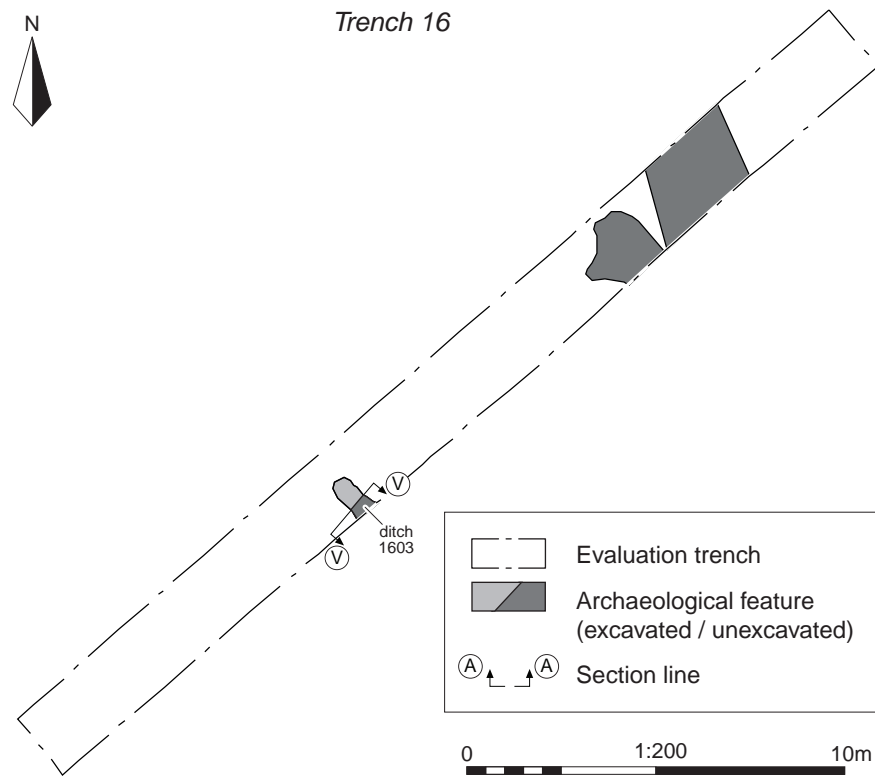 Trench 16
N
V
ditch
1603
V
Evaluation trench
Archaeological feature
(excavated / unexcavated)
A A Section line
0 1:200 10m